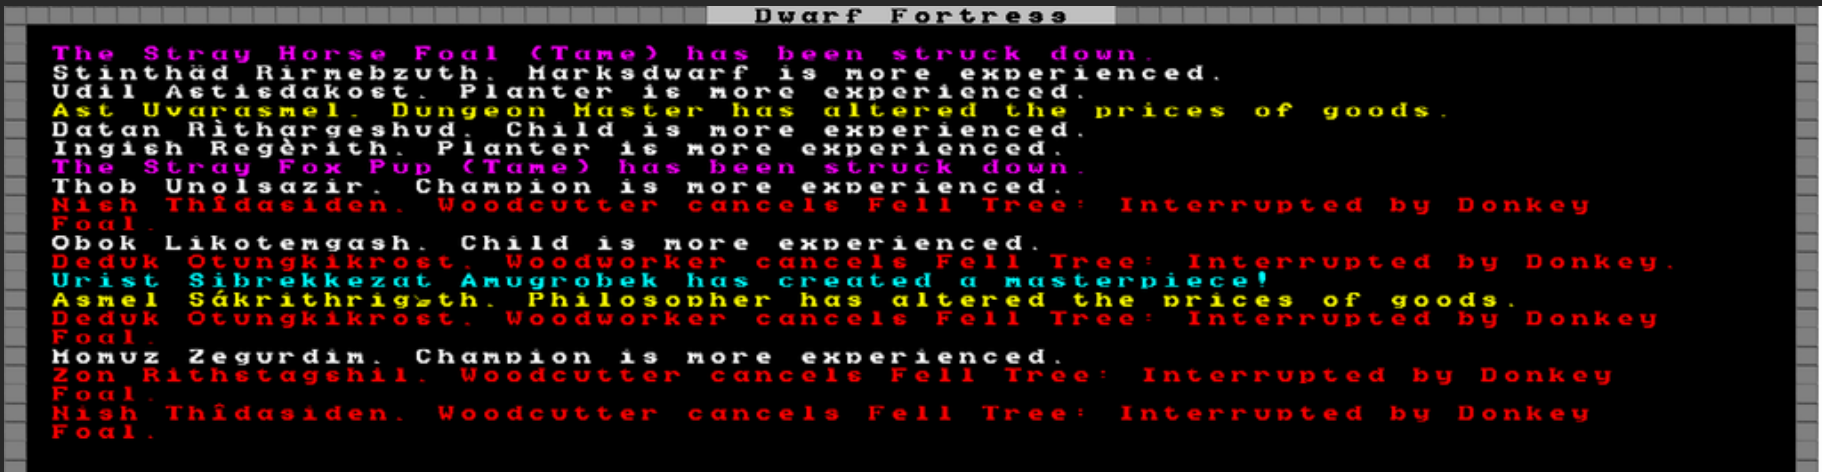 Dwarf Fortress
The Stray Horse Foal (Tame) has been struck down.
Stinthäd Rirmebzuth, Marksdwarf is more experienced.
Udil Astisdakost, Planter is more experienced.
Ast Uvarasmel, Dungeon Master has altered the prices of goods.
Datan Rìthargeshud, Child is more experienced.
Ingish Regèrith, Planter is more experienced.
The Stray Fox Pup (Tame) has been struck down.
Thob Unolsazir, Champion is more experienced.
Nish Thîdasiden, Woodcutter cancels Fell Tree: Interrupted by Donkey
Foal.
Obok Likotemgash, Child is more experienced.
Deduk Otungkikrost, Woodworker cancels Fell Tree: Interrupted by Donkey.
Urist Sibrekkezat Amugrobek has created a masterpiece!
Asmel, Philosopher has altered the prices of goods.
Deduk Otungkikrost, Woodworker cancels Fell Tree: Interrupted by Donkey
Foal.
Momuz Zegurdim, Champion is more experienced.
Zon Rithstagshil, Woodcutter cancels Fell Tree: Interrupted by Donkey
Foal.
Nish Thîdasiden, Woodcutter cancels Fell Tree: Interrupted by Donkey
Foal.